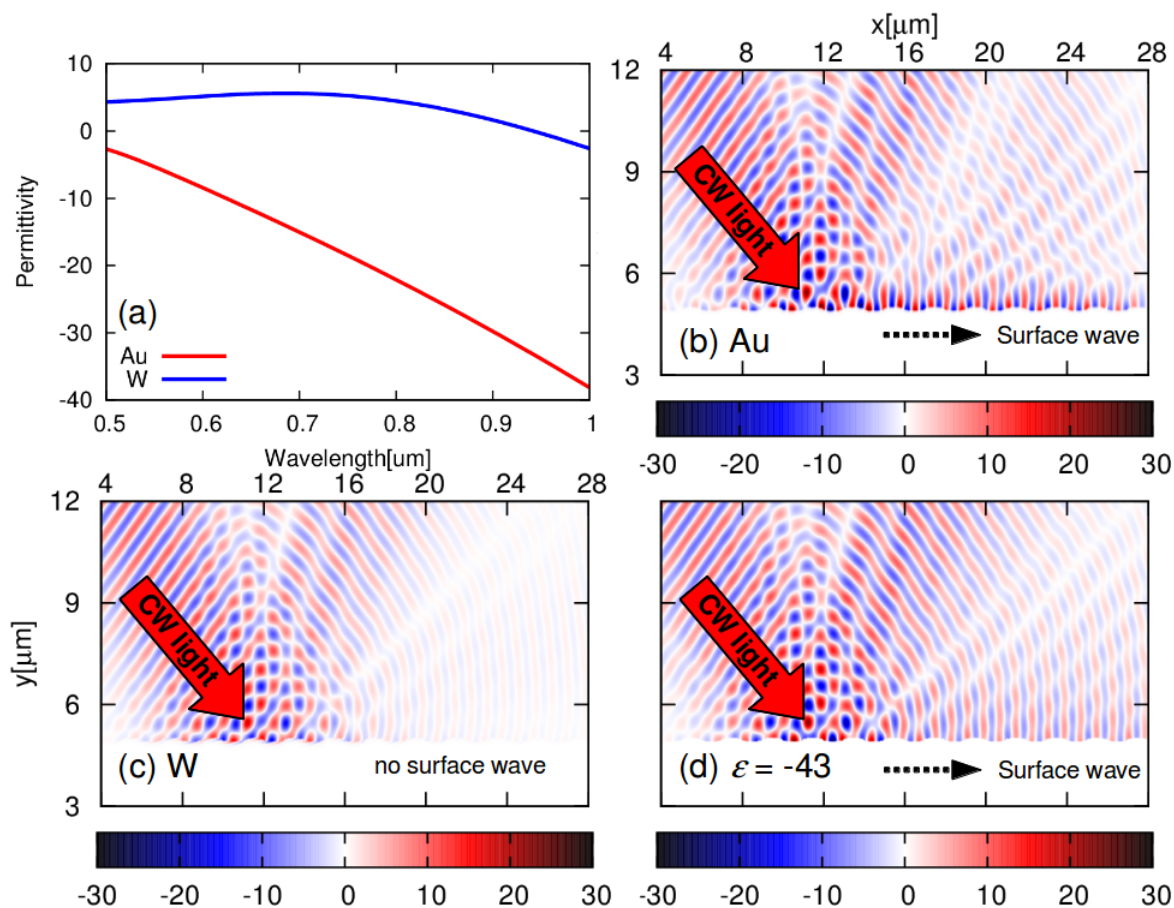 10
0
-10
-20
-30
-40
Permittivity
(a)
Au
W
0.5 0.6 0.7 0.8 0.9 1
Wavelength[um]
x[μm]
4 8 12 16 20 24 28
12
9
6
3
CW light
(b) Au
Surface wave
-30 -20 -10 0 10 20 30
4 8 12 16 20 24 28
12
9
6
3
y[μm]
CW light
(c) W
no surface wave
-30 -20 -10 0 10 20 30
12
9
6
3
CW light
(d) ε = -43
Surface wave
-30 -20 -10 0 10 20 30